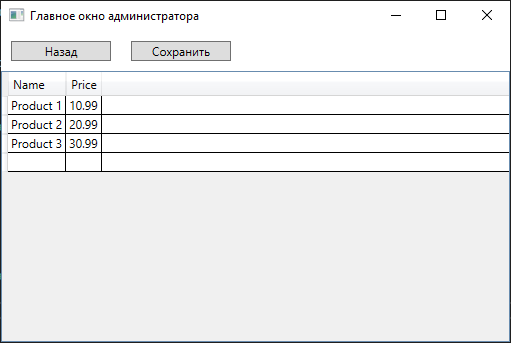 Главное окно администратора
Назад Сохранить
Name Price
Product 1 10.99
Product 2 20.99
Product 3 30.99